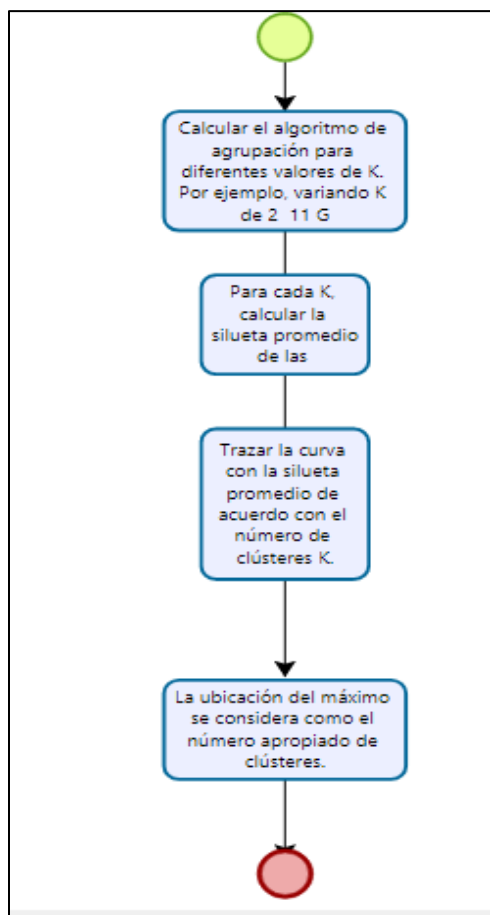 Calcular el algoritmo de
agrupación para
diferentes valores de K.
Por ejemplo, variando K
de 2  11 G
Para cada K,
calcular la
silueta promedio
de las
Trazar la curva
con la silueta
promedio de
acuerdo con el
número de
clústeres K.
La ubicación del máximo
se considera como el
número apropiado de
clústeres.